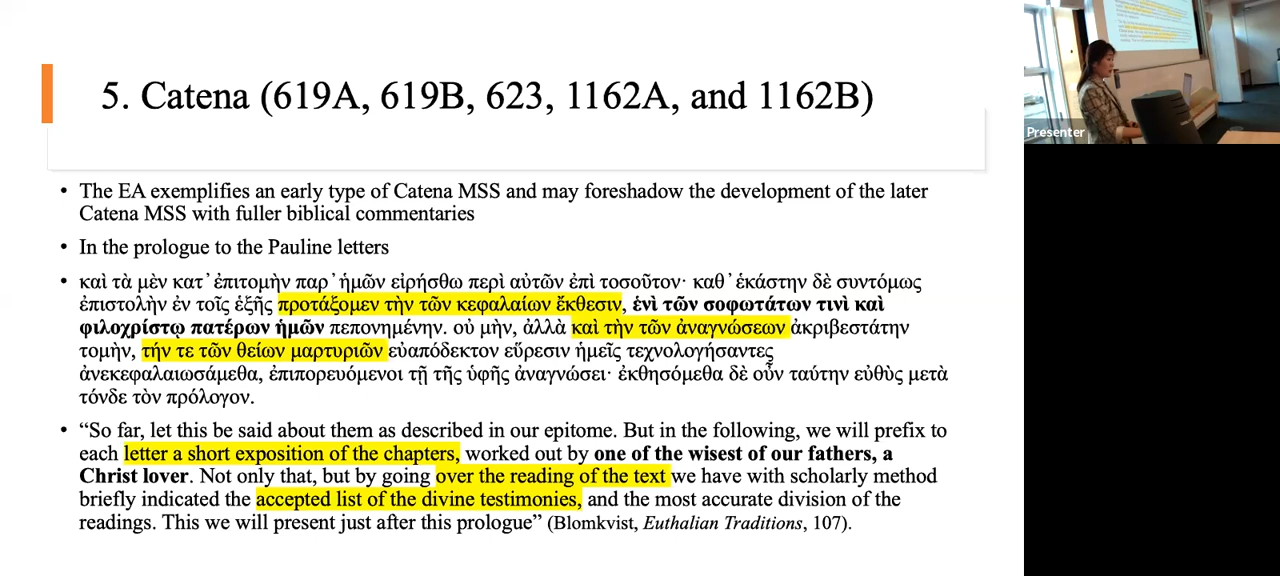 5. Catena (619A, 619B, 623, 1162A, and 1162B)
• The EA exemplifies an early type of Catena MSS and may foreshadow the development of the later
Catena MSS with fuller biblical commentaries
• In the prologue to the Pauline letters
• καὶ τὰ μὲν κατ᾽ ἐπιτομὴν παρ᾽ ἡμῶν εἰρήσθω περὶ αὐτῶν ἐπὶ τοσοῦτον· καθ᾽ ἑκάστην δὲ συντόμως
ἐπιστολὴν ἐν τοῖς ἑξῆς προτάξομεν τὴν τῶν κεφαλαίων ἔκθεσιν, ἑνὶ τῶν σοφωτάτων τινὶ καὶ
φιλοχρίστῳ πατέρων ἡμῶν πεπονημένην. οὐ μὴν, ἀλλὰ καὶ τὴν τῶν ἀναγνώσεων ἀκριβεστάτην
τομὴν, τήν τε τῶν θείων μαρτυριῶν εὐαπόδεκτον εὕρεσιν ἡμεῖς τεχνολογήσαντες
ἀνεκεφαλαιωσάμεθα, ἐπιπορευόμενοι τῇ τῆς ὑφῆς ἀναγνώσει· ἐκθησόμεθα δὲ οὖν ταύτην εὐθὺς μετὰ
τόνδε τὸν πρόλογον.
• “So far, let this be said about them as described in our epitome. But in the following, we will prefix to
each letter a short exposition of the chapters, worked out by one of the wisest of our fathers, a
Christ lover. Not only that, but by going over the reading of the text we have with scholarly method
briefly indicated the accepted list of the divine testimonies, and the most accurate division of the
readings. This we will present just after this prologue” (Blomkvist, Euthalian Traditions, 107).
Presenter